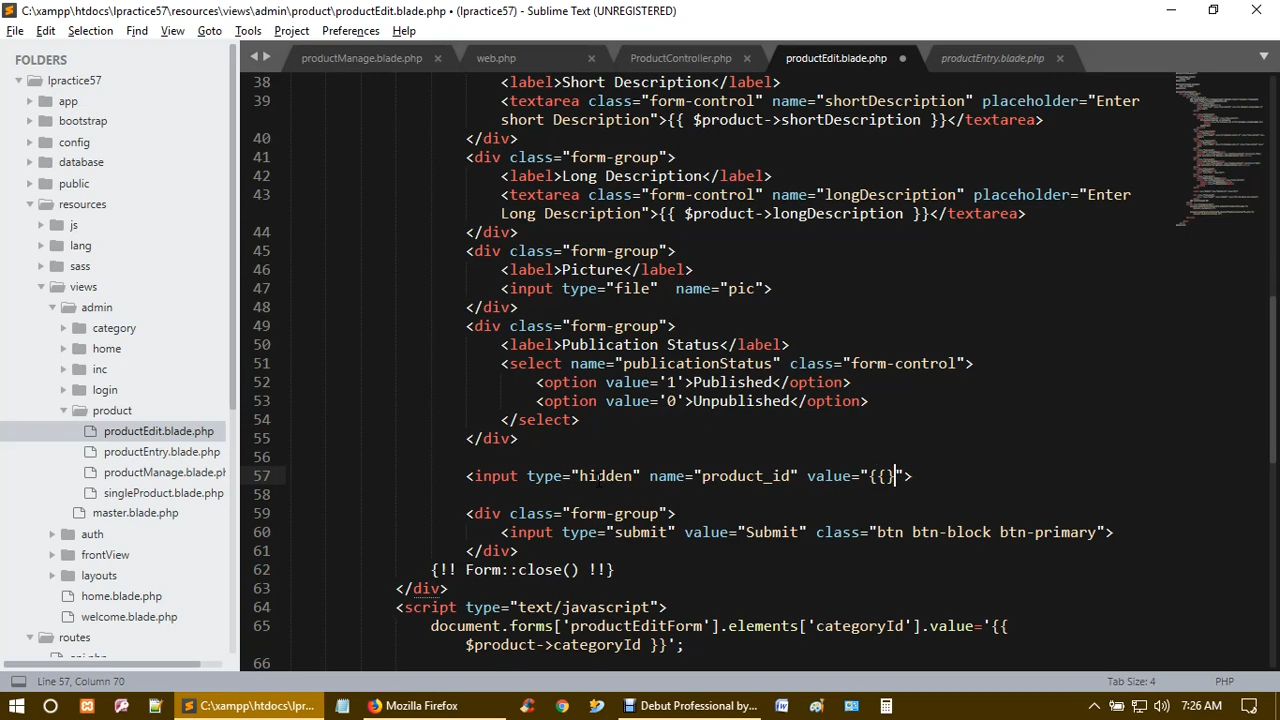 C:\xampp\htdocs\lpractice57\resources\views\admin\product\productEdit.blade.php • (lpractice57) - Sublime Text (UNREGISTERED)
File Edit Selection Find View Goto Tools Project Preferences Help
FOLDERS
lpractice57
app
bootstrap
config
database
public
resources
js
lang
sass
views
admin
category
home
inc
login
product
productEdit.blade.php
productEntry.blade.php
productManage.blade.ph
singleProduct.blade.php
master.blade.php
auth
frontView
layouts
home.blade.php
welcome.blade.php
routes
api.php
productManage.blade.php web.php ProductController.php productEdit.blade.php productEntry.blade.php
38 <label>Short Description</label>
39 <textarea class="form-control" name="shortDescription" placeholder="Enter
short Description">{{ $product->shortDescription }}</textarea>
40 </div>
41 <div class="form-group">
42 <label>Long Description</label>
43 <textarea class="form-control" name="longDescription" placeholder="Enter
Long Description">{{ $product->longDescription }}</textarea>
44 </div>
45 <div class="form-group">
46 <label>Picture</label>
47 <input type="file"  name="pic">
48 </div>
49 <div class="form-group">
50 <label>Publication Status</label>
51 <select name="publicationStatus" class="form-control">
52 <option value='1'>Published</option>
53 <option value='0'>Unpublished</option>
54 </select>
55 </div>
56
57 <input type="hidden" name="product_id" value="{{}">
58
59 <div class="form-group">
60 <input type="submit" value="Submit" class="btn btn-block btn-primary">
61 </div>
62 {!! Form::close() !!}
63 </div>
64 <script type="text/javascript">
65 document.forms['productEditForm'].elements['categoryId'].value='{{
$product->categoryId }}';
66
Line 57, Column 70 Tab Size: 4 PHP
C:\xampp\htdocs\lpr... Mozilla Firefox Debut Professional by... 7:26 AM